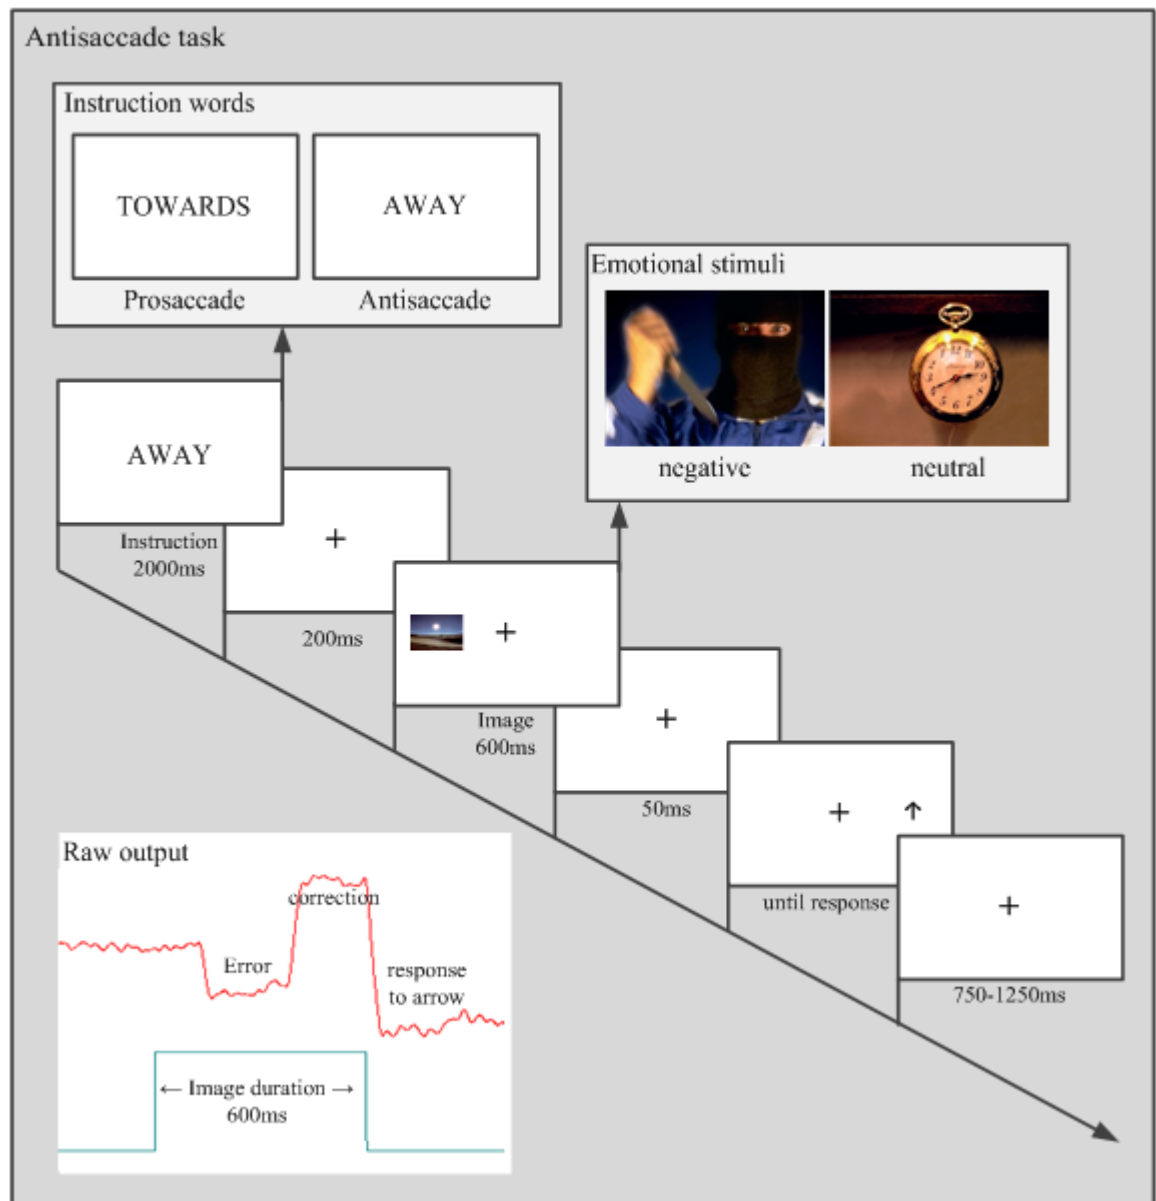 Antisaccade task
Instruction words
TOWARDS
AWAY
Prosaccade
Antisaccade
Emotional stimuli
negative
neutral
AWAY
Instruction
2000ms
+
200ms
+
Image
600ms
+
50ms
+ ↑
until response
+
750-1250ms
Raw output
correction
Error
response
to arrow
← Image duration →
600ms